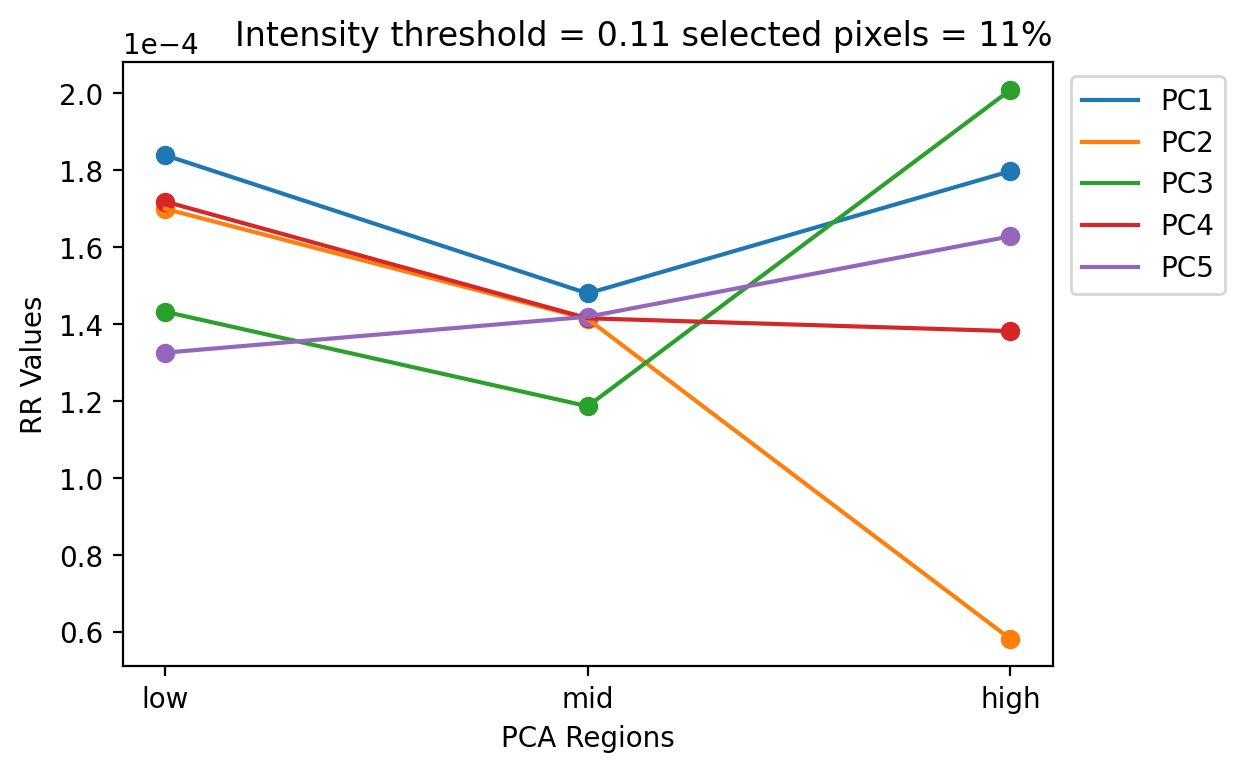 Intensity threshold = 0.11 selected pixels = 11%
1e−4
2.0
1.8
1.6
1.4
1.2
1.0
0.8
0.6
RR Values
low
mid
high
PCA Regions
PC1
PC2
PC3
PC4
PC5